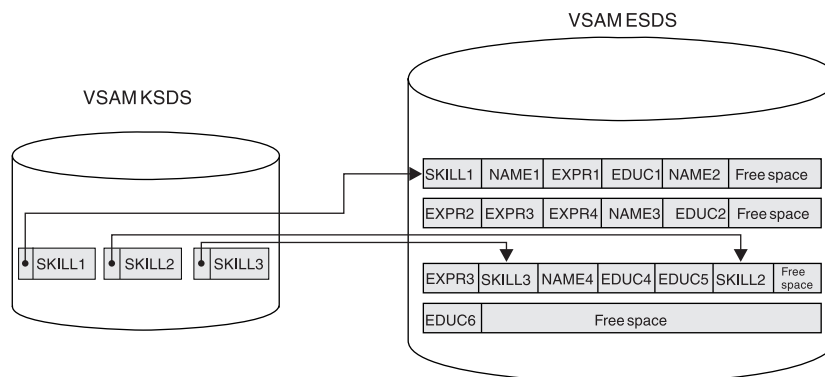 VSAM ESDS
VSAM KSDS
SKILL1 NAME1 EXPR1 EDUC1 NAME2 Free space
EXPR2 EXPR3 EXPR4 NAME3 EDUC2 Free space
SKILL1 SKILL2 SKILL3
EXPR3 SKILL3 NAME4 EDUC4 EDUC5 SKILL2 Free
space
EDUC6 Free space